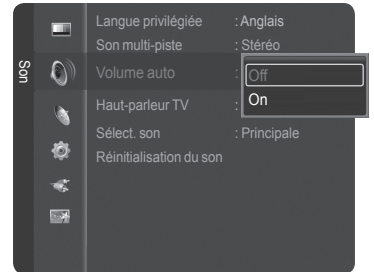 Son
Langue privilégiée : Anglais
Son multi-piste : Stéréo
Volume auto : Off
On
Haut-parleur TV :
Sélect. son : Principale
Réinitialisation du son